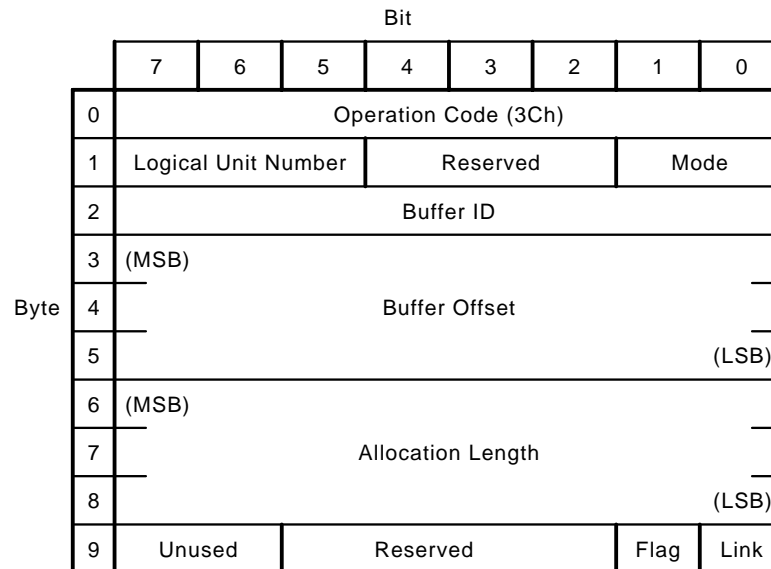 Bit
7 6 5 4 3 2 1 0
0 Operation Code (3Ch)
1 Logical Unit Number Reserved Mode
2 Buffer ID
3 (MSB)
Byte 4 Buffer Offset
5 (LSB)
6 (MSB)
7 Allocation Length
8 (LSB)
9 Unused Reserved Flag Link